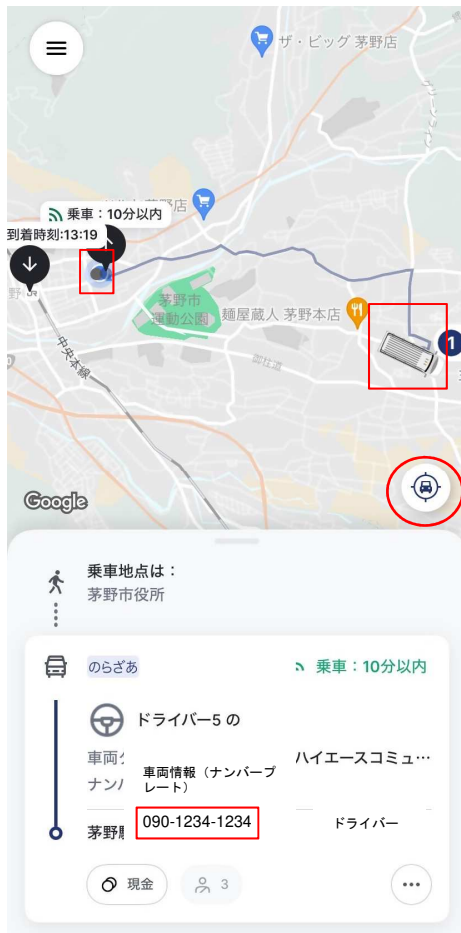 ザ・ビッグ 茅野店
店
乗車：10分以内
到着時刻:13:19
茅野市
運動公園
麺屋蔵人 茅野本店
御柱道
中央本線
1
Google
乗車地点は：
茅野市役所
のらざあ
乗車：10分以内
ドライバー5 の
車両
ハイエースコミュ…
ナン
車両情報（ナンバープ
レート）
茅野
090-1234-1234
ドライバー
現金
3